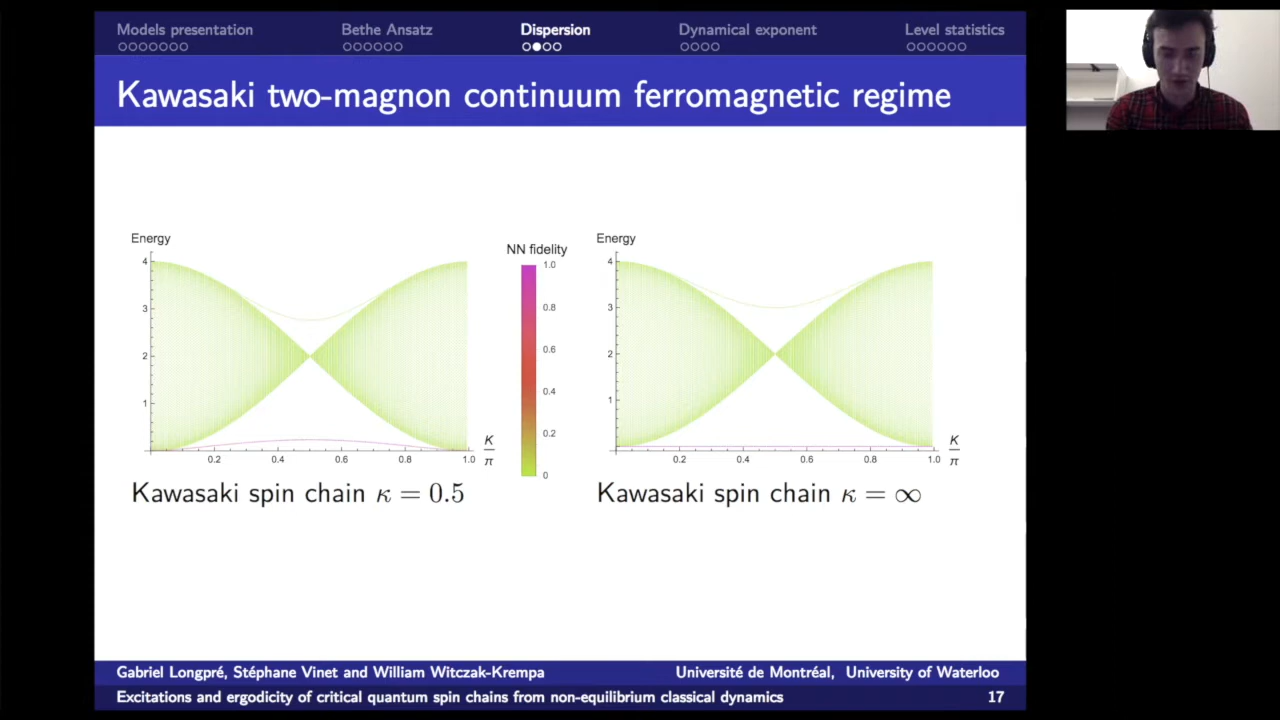 Models presentation Bethe Ansatz Dispersion Dynamical exponent Level statistics
Kawasaki two-magnon continuum ferromagnetic regime
Energy NN fidelity Energy
4 1.0 4
0.8
3 3
0.6
2 2
0.4
1 0.2 1
0.2 0.4 0.6 0.8 1.0 K/π 0 0.2 0.4 0.6 0.8 1.0 K/π
Kawasaki spin chain κ = 0.5 Kawasaki spin chain κ = ∞
Gabriel Longpré, Stéphane Vinet and William Witczak-Krempa Université de Montréal, University of Waterloo
Excitations and ergodicity of critical quantum spin chains from non-equilibrium classical dynamics 17